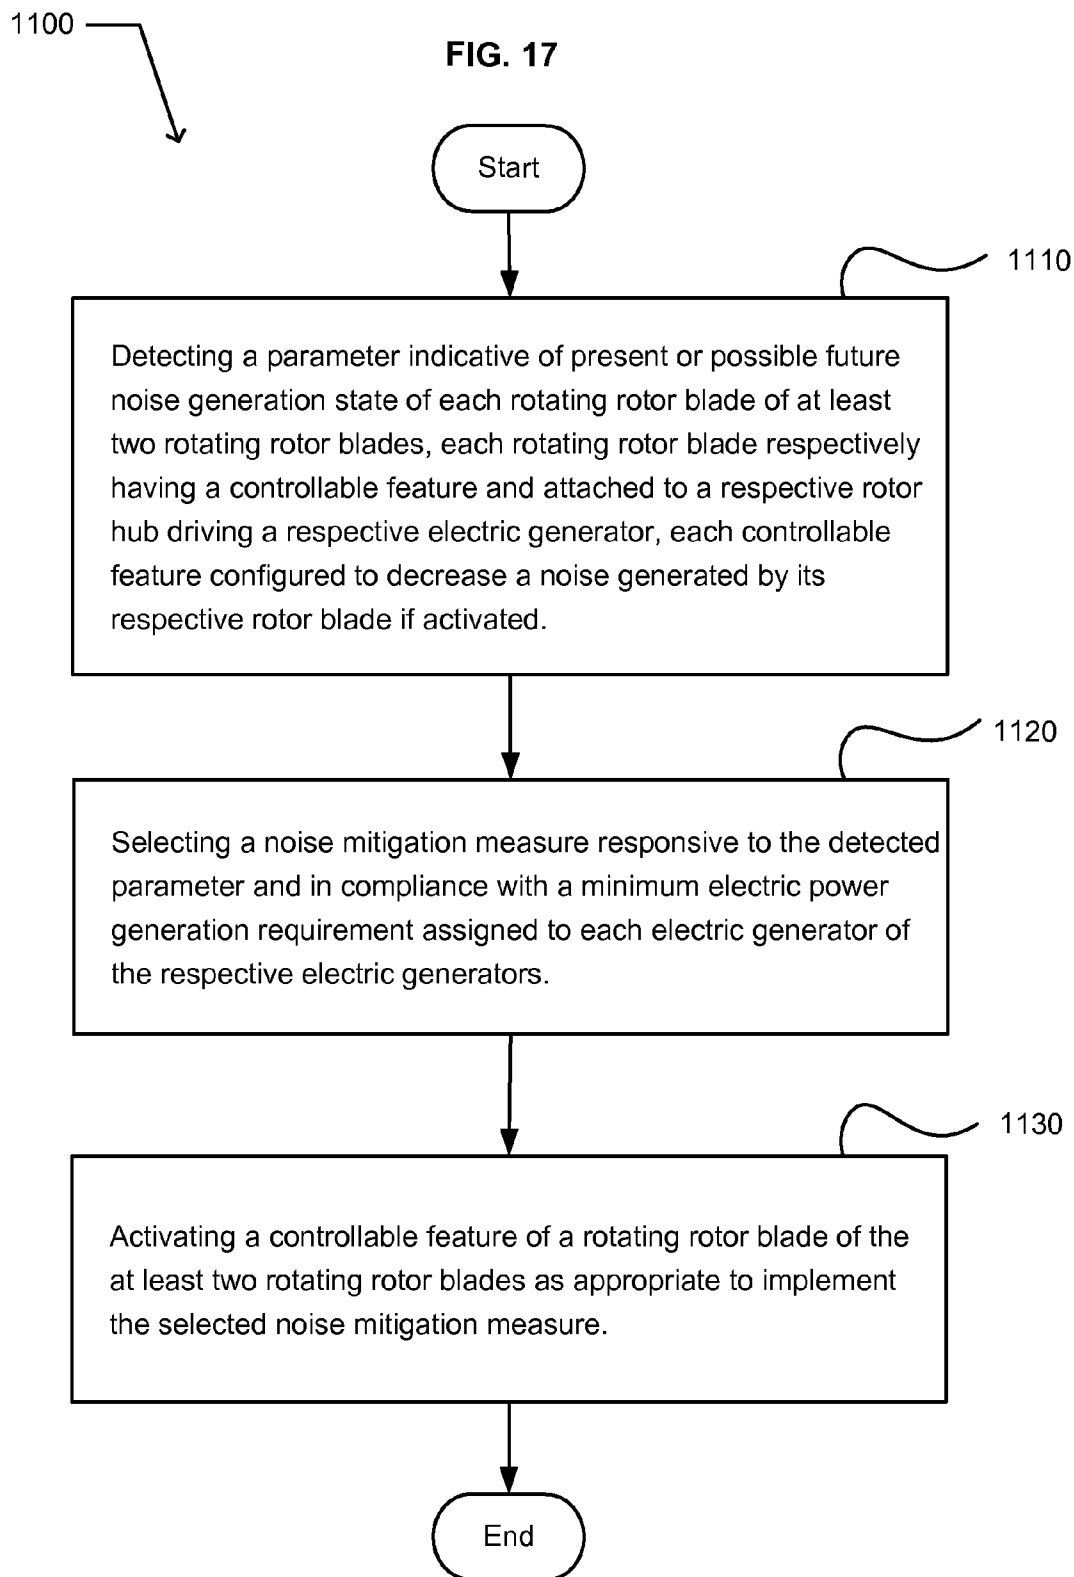 1100
FIG. 17
Start
1110
Detecting a parameter indicative of present or possible future
noise generation state of each rotating rotor blade of at least
two rotating rotor blades, each rotating rotor blade respectively
having a controllable feature and attached to a respective rotor
hub driving a respective electric generator, each controllable
feature configured to decrease a noise generated by its
respective rotor blade if activated.
1120
Selecting a noise mitigation measure responsive to the detected
parameter and in compliance with a minimum electric power
generation requirement assigned to each electric generator of
the respective electric generators.
1130
Activating a controllable feature of a rotating rotor blade of the
at least two rotating rotor blades as appropriate to implement
the selected noise mitigation measure.
End